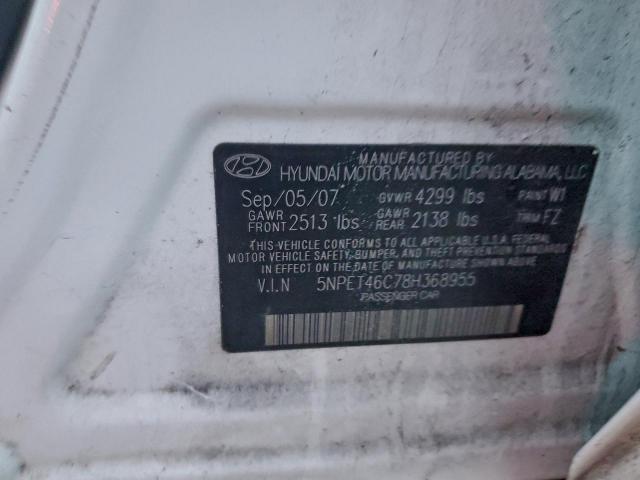 MANUFACTURED BY
HYUNDAI MOTOR MANUFACTURING ALABAMA, LLC
Sep/05/07 GVWR 4299 lbs PAINT W1
GAWR FRONT 2513 lbs GAWR REAR 2138 lbs TRIM FZ
THIS VEHICLE CONFORMS TO ALL APPLICABLE U.S.A. FEDERAL
MOTOR VEHICLE SAFETY, BUMPER, AND THEFT PREVENTION
STANDARDS IN EFFECT ON THE DATE OF MANUFACTURE SHOWN ABOVE.
V.I.N 5NPET46C78H368955
PASSENGER CAR